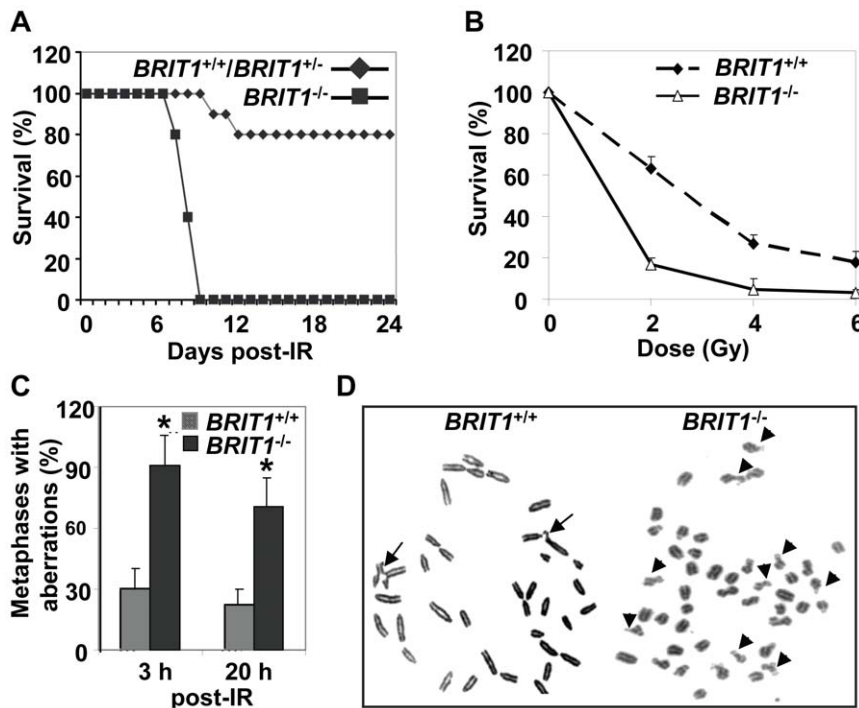 A
120
100
80
60
40
20
0
Survival (%)
BRIT1+/+/BRIT1+/-
BRIT1-/-
0 6 12 18 24
Days post-IR
B
120
100
80
60
40
20
0
Survival (%)
BRIT1+/+
BRIT1-/-
0 2 4 6
Dose (Gy)
C
120
90
60
30
0
Metaphases with
aberrations (%)
BRIT1+/+
BRIT1-/-
* *
3 h 20 h
post-IR
D
BRIT1+/+ BRIT1-/-